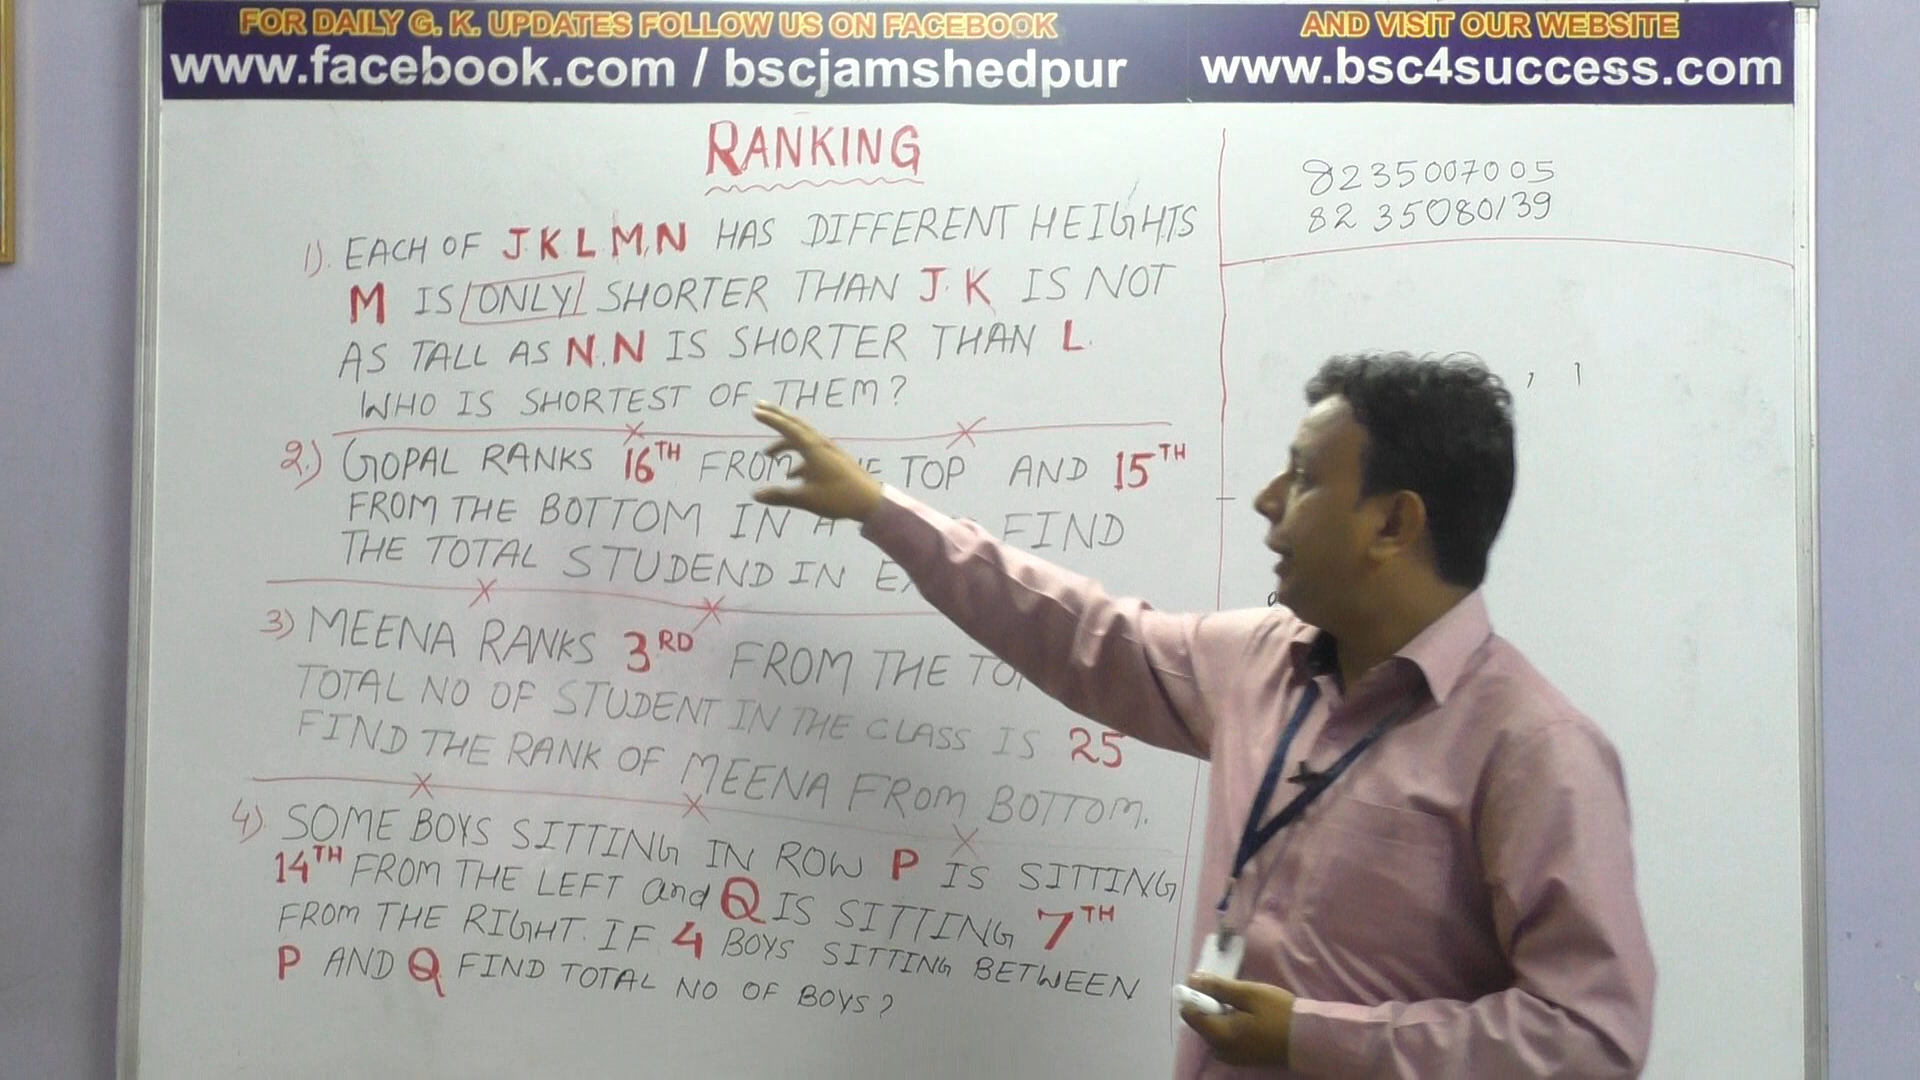 FOR DAILY G. K. UPDATES FOLLOW US ON FACEBOOK
www.facebook.com / bscjamshedpur
AND VISIT OUR WEBSITE
www.bsc4success.com
RANKING
1). EACH OF J.K.L.M,N HAS DIFFERENT HEIGHTS
M IS ONLY SHORTER THAN J. K IS NOT
AS TALL AS N. N IS SHORTER THAN L.
WHO IS SHORTEST OF THEM?
2.) GOPAL RANKS 16TH FROM TOP AND 15TH
FROM THE BOTTOM IN A FIND
THE TOTAL STUDEND IN
3) MEENA RANKS 3RD FROM THE
TOTAL NO OF STUDENT IN THE CLASS IS 25
FIND THE RANK OF MEENA FROM BOTTOM.
4). SOME BOYS SITTING IN ROW P IS SITTING
14TH FROM THE LEFT and Q IS SITTING 7TH
FROM THE RIGHT. IF 4 BOYS SITTING BETWEEN
P AND Q FIND TOTAL NO OF BOYS?
8235007005
8235080139